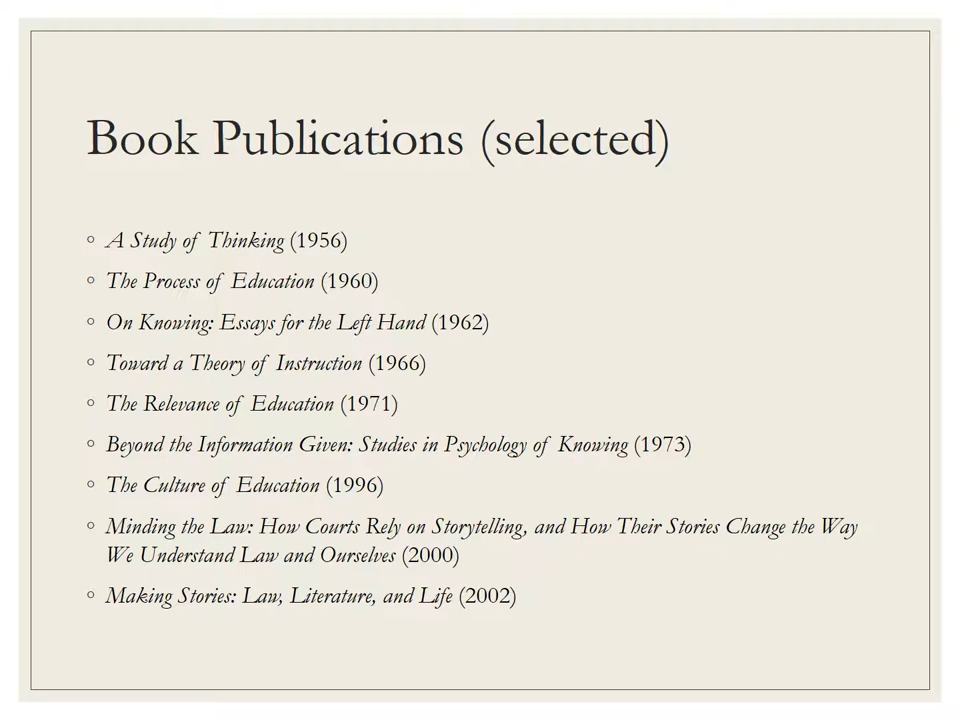 Book Publications (selected)
◦ A Study of Thinking (1956)
◦ The Process of Education (1960)
◦ On Knowing: Essays for the Left Hand (1962)
◦ Toward a Theory of Instruction (1966)
◦ The Relevance of Education (1971)
◦ Beyond the Information Given: Studies in Psychology of Knowing (1973)
◦ The Culture of Education (1996)
◦ Minding the Law: How Courts Rely on Storytelling, and How Their Stories Change the Way
We Understand Law and Ourselves (2000)
◦ Making Stories: Law, Literature, and Life (2002)